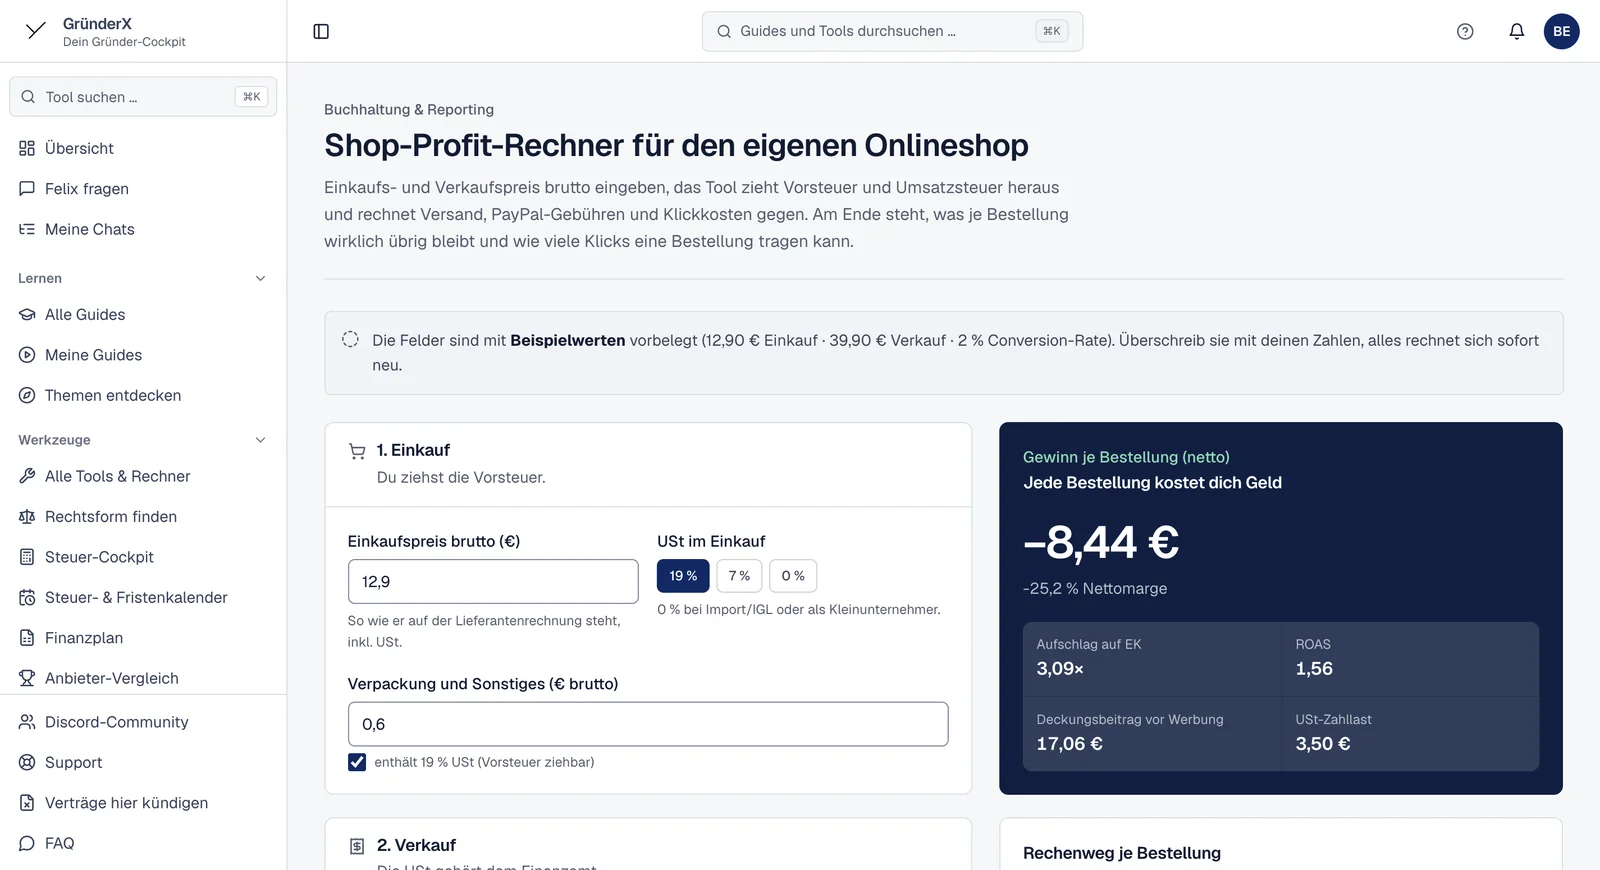 GründerX
Dein Gründer-Cockpit
Guides und Tools durchsuchen ...
⌘K
BE
Tool suchen ...
⌘K
Übersicht
Felix fragen
Meine Chats
Lernen
Alle Guides
Meine Guides
Themen entdecken
Werkzeuge
Alle Tools & Rechner
Rechtsform finden
Steuer-Cockpit
Steuer- & Fristenkalender
Finanzplan
Anbieter-Vergleich
Discord-Community
Support
Verträge hier kündigen
FAQ
Buchhaltung & Reporting
Shop-Profit-Rechner für den eigenen Onlineshop
Einkaufs- und Verkaufspreis brutto eingeben, das Tool zieht Vorsteuer und Umsatzsteuer heraus
und rechnet Versand, PayPal-Gebühren und Klickkosten gegen. Am Ende steht, was je Bestellung
wirklich übrig bleibt und wie viele Klicks eine Bestellung tragen kann.
Die Felder sind mit Beispielwerten vorbelegt (12,90 € Einkauf · 39,90 € Verkauf · 2 % Conversion-Rate). Überschreib sie mit deinen Zahlen, alles rechnet sich sofort
neu.
1. Einkauf
Du ziehst die Vorsteuer.
Einkaufspreis brutto (€)
12,9
So wie er auf der Lieferantenrechnung steht,
inkl. USt.
USt im Einkauf
19 %
7 %
0 %
0 % bei Import/IGL oder als Kleinunternehmer.
Verpackung und Sonstiges (€ brutto)
0,6
enthält 19 % USt (Vorsteuer ziehbar)
2. Verkauf
Die USt gehört dem Finanzamt.
Gewinn je Bestellung (netto)
Jede Bestellung kostet dich Geld
−8,44 €
-25,2 % Nettomarge
Aufschlag auf EK
3,09×
ROAS
1,56
Deckungsbeitrag vor Werbung
17,06 €
USt-Zahllast
3,50 €
Rechenweg je Bestellung